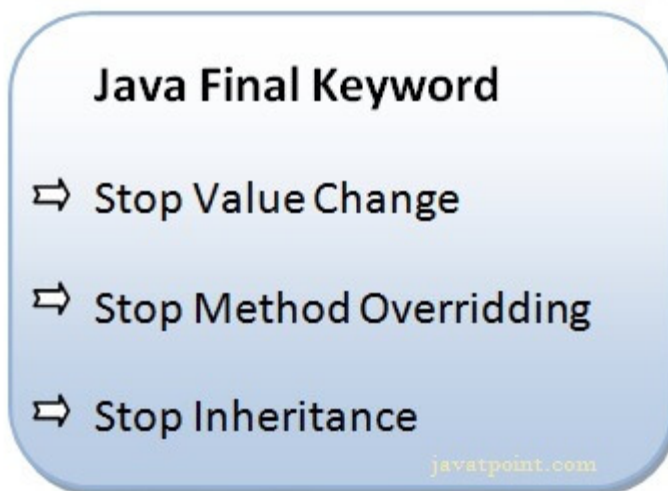 Java Final Keyword
Stop Value Change
Stop Method Overridding
Stop Inheritance
javatpoint.com